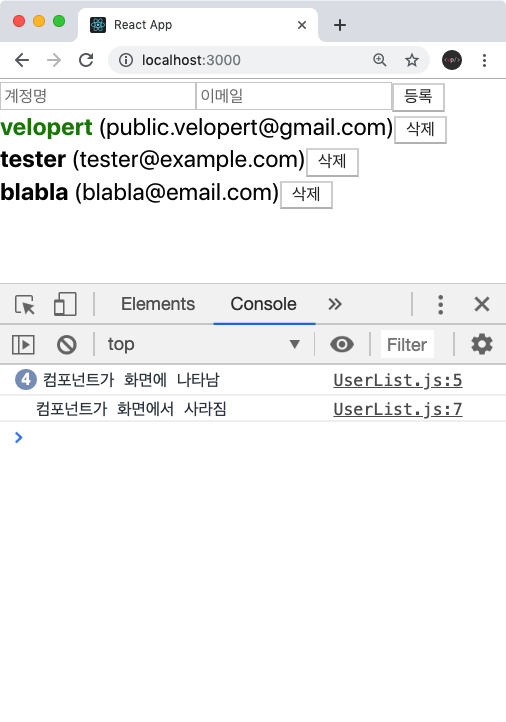 React App
localhost:3000
계정명 이메일 등록
velopert (public.velopert@gmail.com) 삭제
tester (tester@example.com) 삭제
blabla (blabla@email.com) 삭제
Elements Console
top Filter
4 컴포넌트가 화면에 나타남 UserList.js:5
컴포넌트가 화면에서 사라짐 UserList.js:7